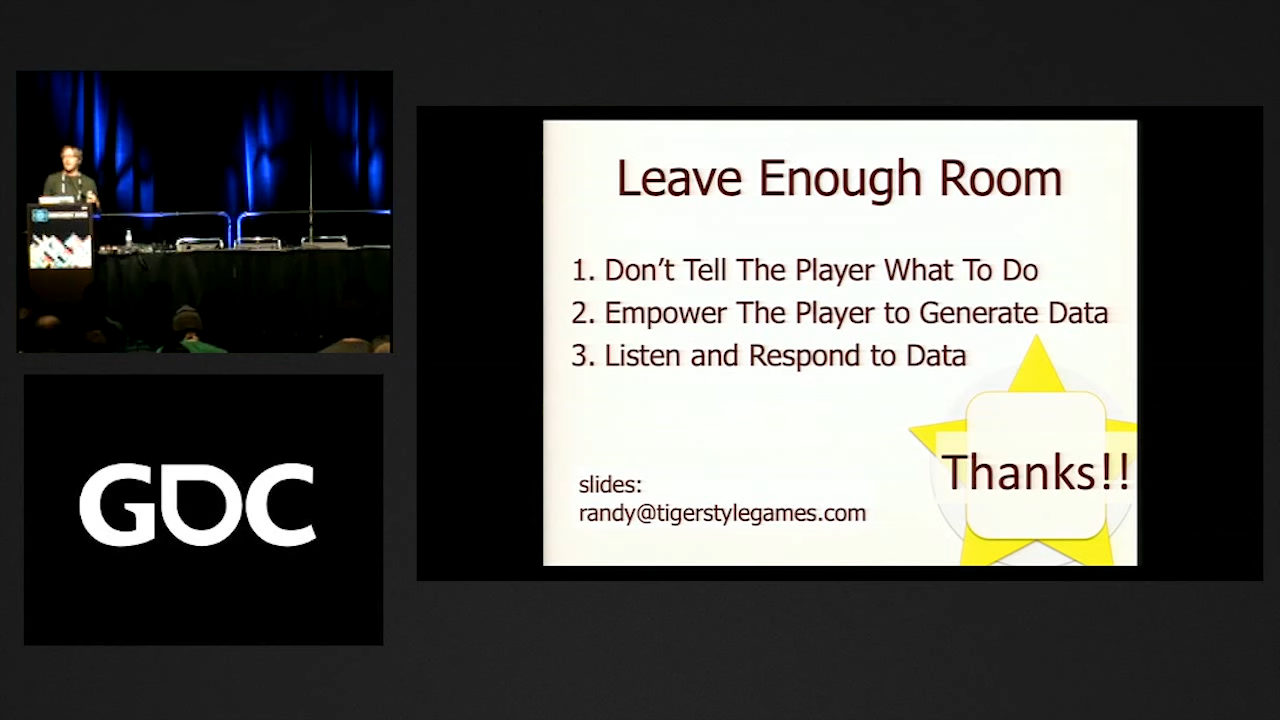 GDC
Leave Enough Room
1. Don't Tell The Player What To Do
2. Empower The Player to Generate Data
3. Listen and Respond to Data
Thanks!!
slides:
randy@tigerstylegames.com